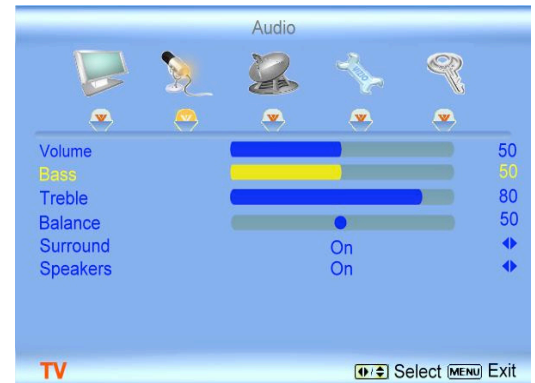 Audio
Volume 50
Bass 50
Treble 80
Balance 50
Surround On
Speakers On
TV Select MENU Exit